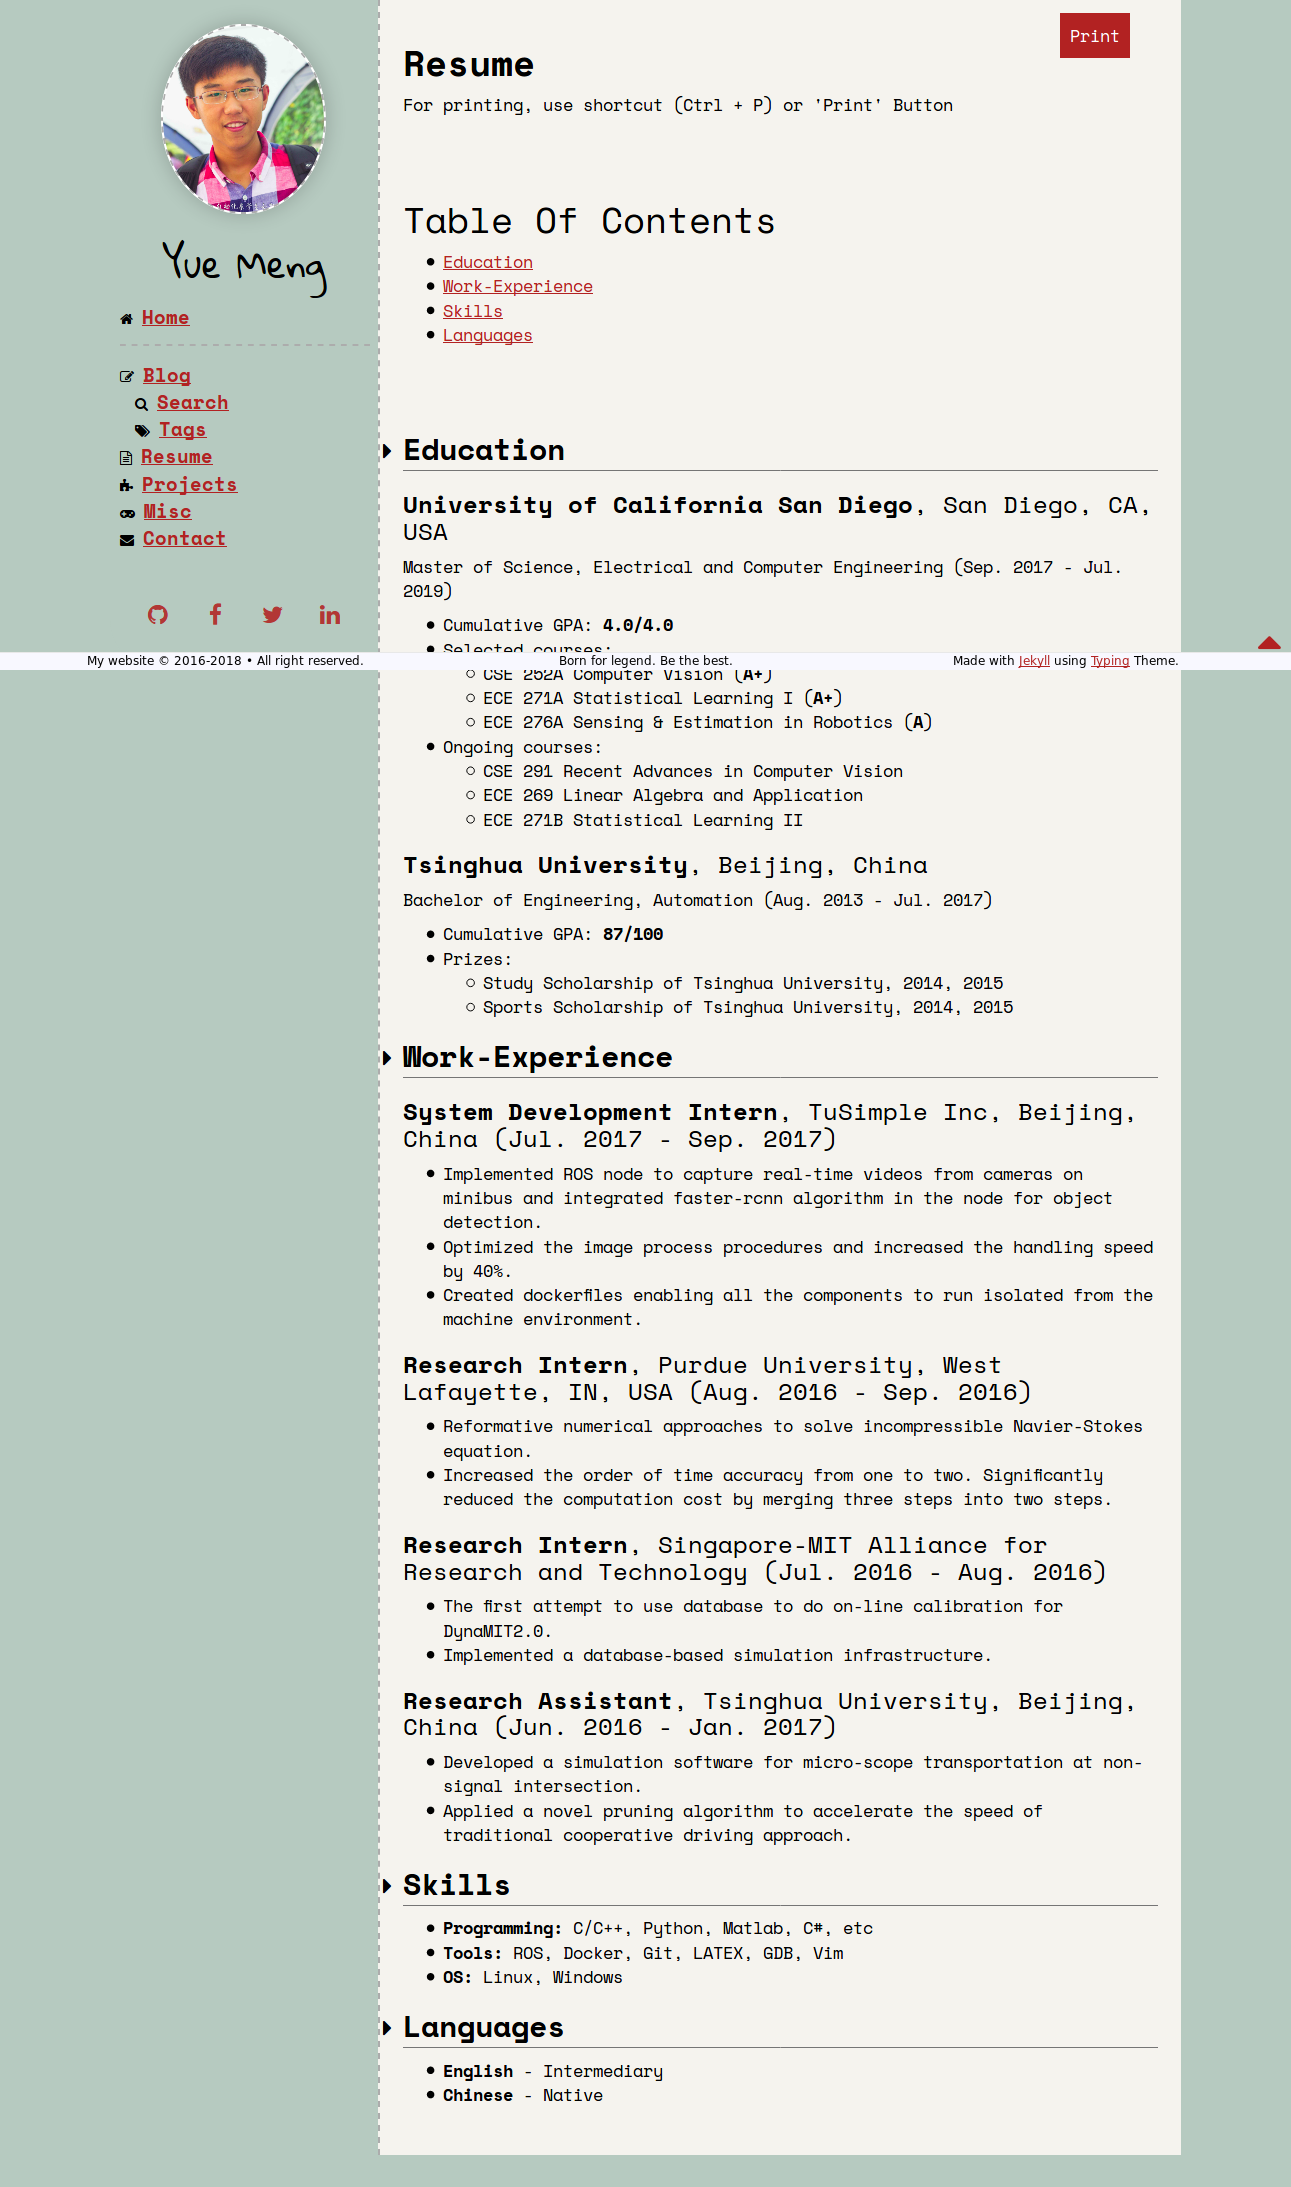 Yue Meng
Home
Blog
Search
Tags
Resume
Projects
Misc
Contact
Print
Resume
For printing, use shortcut (Ctrl + P) or 'Print' Button
Table Of Contents
Education
Work-Experience
Skills
Languages
Education
University of California San Diego, San Diego, CA,
USA
Master of Science, Electrical and Computer Engineering (Sep. 2017 - Jul.
2019)
Cumulative GPA: 4.0/4.0
Selected courses:
My website © 2016-2018 • All right reserved.
Born for legend. Be the best.
Made with Jekyll using Typing Theme.
CSE 252A Computer Vision (A+)
ECE 271A Statistical Learning I (A+)
ECE 276A Sensing & Estimation in Robotics (A)
Ongoing courses:
CSE 291 Recent Advances in Computer Vision
ECE 269 Linear Algebra and Application
ECE 271B Statistical Learning II
Tsinghua University, Beijing, China
Bachelor of Engineering, Automation (Aug. 2013 - Jul. 2017)
Cumulative GPA: 87/100
Prizes:
Study Scholarship of Tsinghua University, 2014, 2015
Sports Scholarship of Tsinghua University, 2014, 2015
Work-Experience
System Development Intern, TuSimple Inc, Beijing,
China (Jul. 2017 - Sep. 2017)
Implemented ROS node to capture real-time videos from cameras on
minibus and integrated faster-rcnn algorithm in the node for object
detection.
Optimized the image process procedures and increased the handling speed
by 40%.
Created dockerfiles enabling all the components to run isolated from the
machine environment.
Research Intern, Purdue University, West
Lafayette, IN, USA (Aug. 2016 - Sep. 2016)
Reformative numerical approaches to solve incompressible Navier-Stokes
equation.
Increased the order of time accuracy from one to two. Significantly
reduced the computation cost by merging three steps into two steps.
Research Intern, Singapore-MIT Alliance for
Research and Technology (Jul. 2016 - Aug. 2016)
The first attempt to use database to do on-line calibration for
DynaMIT2.0.
Implemented a database-based simulation infrastructure.
Research Assistant, Tsinghua University, Beijing,
China (Jun. 2016 - Jan. 2017)
Developed a simulation software for micro-scope transportation at non-
signal intersection.
Applied a novel pruning algorithm to accelerate the speed of
traditional cooperative driving approach.
Skills
Programming: C/C++, Python, Matlab, C#, etc
Tools: ROS, Docker, Git, LATEX, GDB, Vim
OS: Linux, Windows
Languages
English - Intermediary
Chinese - Native